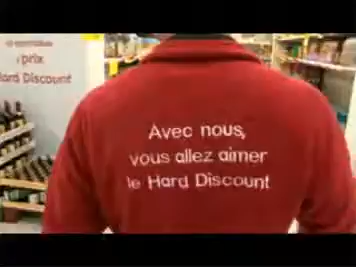 prix
Hard Discount
Avec nous,
vous allez aimer
le Hard Discount